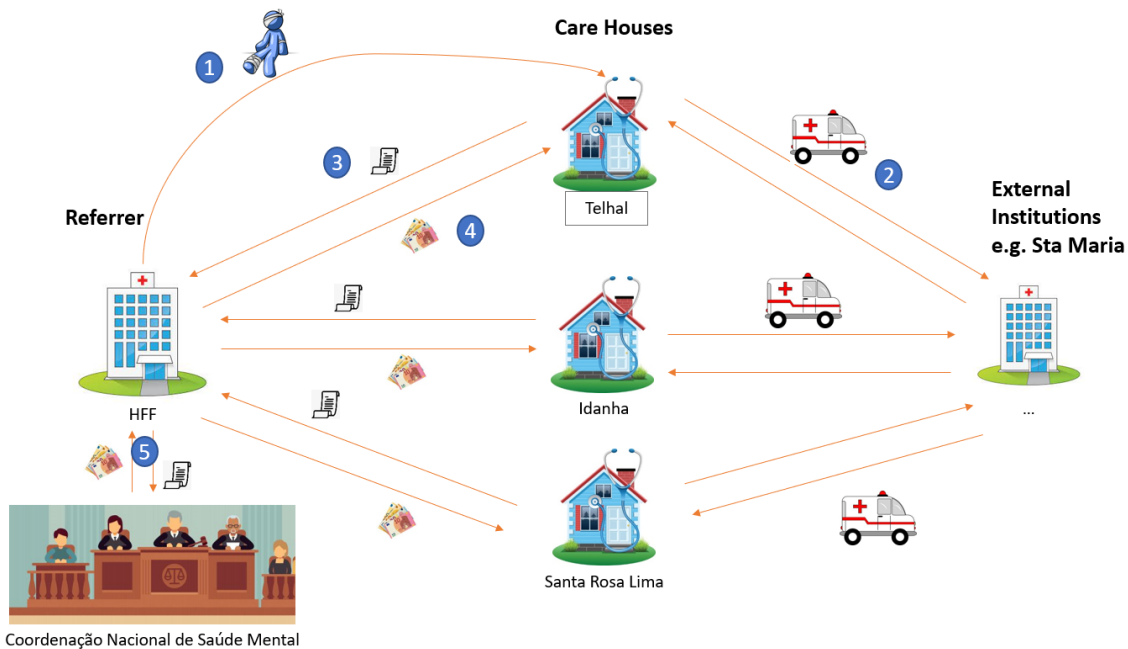 Care Houses
1
3
2
Telhal
External
Institutions
e.g. Sta Maria
Referrer
4
HFF
Idanha
...
5
Santa Rosa Lima
Coordenação Nacional de Saúde Mental